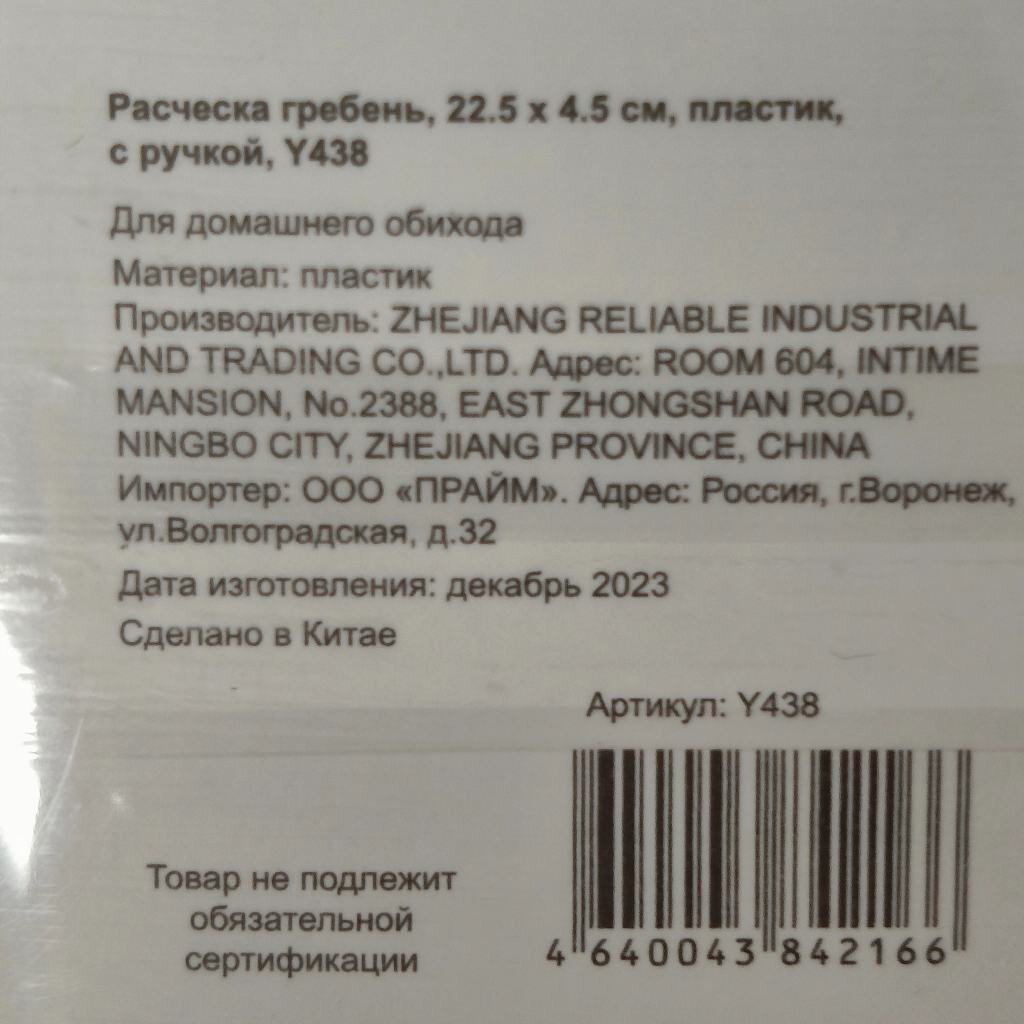 Расческа гребень, 22.5 х 4.5 см, пластик,
с ручкой, Y438
Для домашнего обихода
Материал: пластик
Производитель: ZHEJIANG RELIABLE INDUSTRIAL
AND TRADING CO.,LTD. Адрес: ROOM 604, INTIME
MANSION, No.2388, EAST ZHONGSHAN ROAD,
NINGBO CITY, ZHEJIANG PROVINCE, CHINA
Импортер: ООО «ПРАЙМ». Адрес: Россия, г.Воронеж,
ул.Волгоградская, д.32
Дата изготовления: декабрь 2023
Сделано в Китае
Артикул: Y438
Товар не подлежит
обязательной
сертификации
4 640043 842166